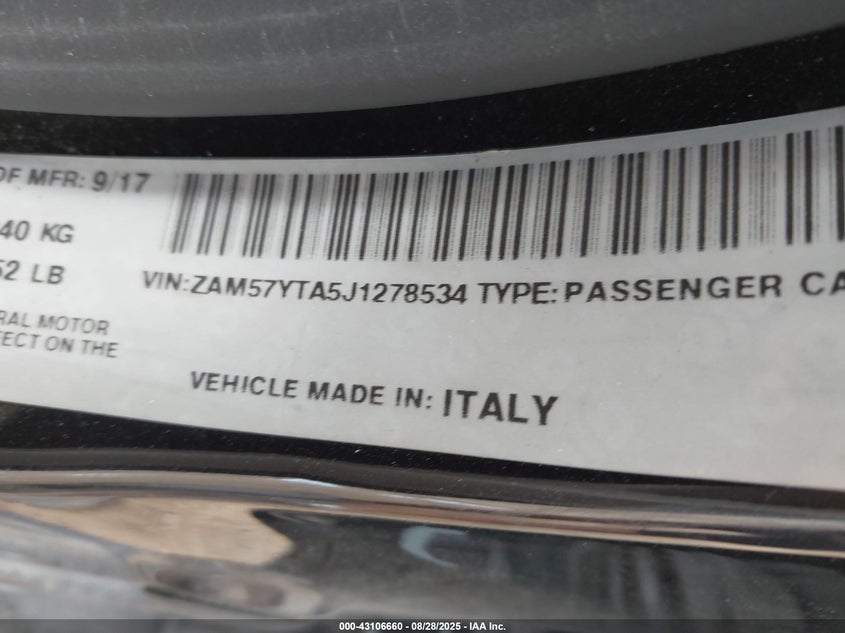 OF MFR: 9/17
40 KG
52 LB
VIN:ZAM57YTA5J1278534 TYPE: PASSENGER CA
RAL MOTOR
ECT ON THE
VEHICLE MADE IN: ITALY
000-43106660 - 08/28/2025 - IAA Inc.